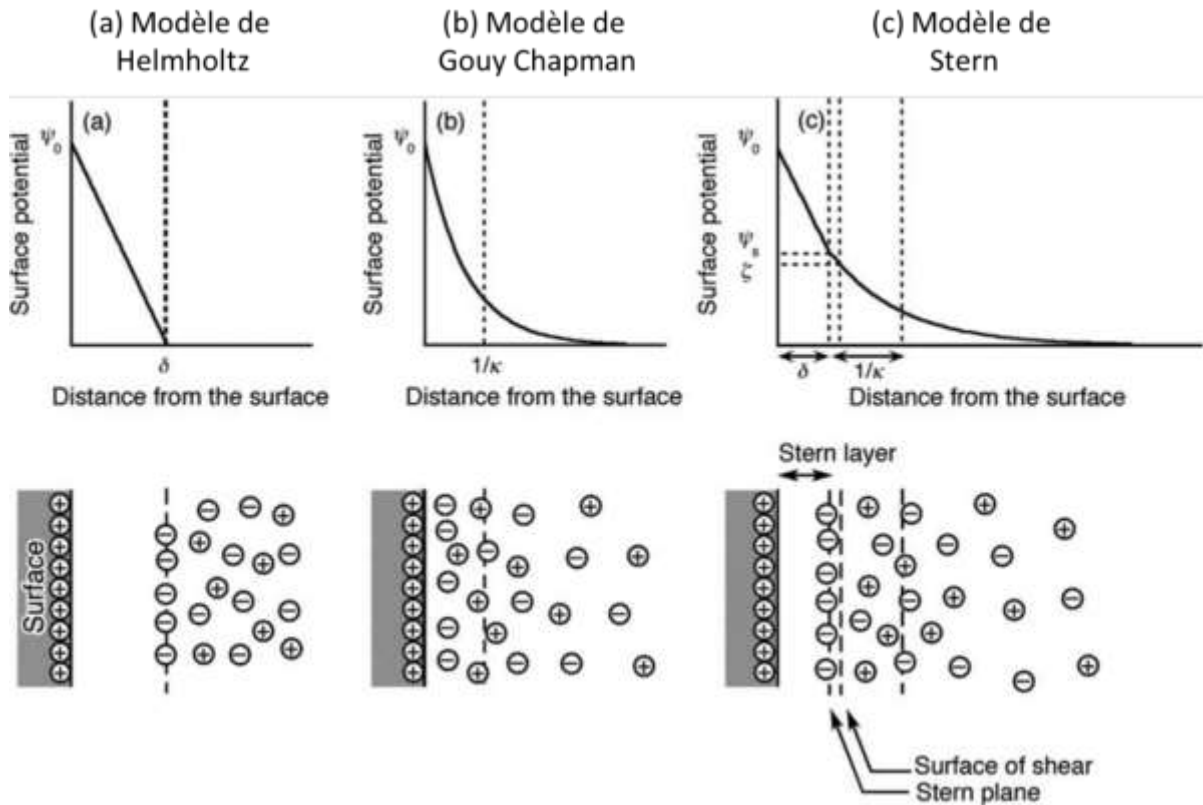 (a) Modèle de
Helmholtz
(b) Modèle de
Gouy Chapman
(c) Modèle de
Stern
(a)
ψ₀
Surface potential
δ
Distance from the surface
(b)
ψ₀
Surface potential
1/κ
Distance from the surface
(c)
ψ₀
ψₛ
ζ
Surface potential
δ
1/κ
Distance from the surface
Surface
Stern layer
Surface of shear
Stern plane